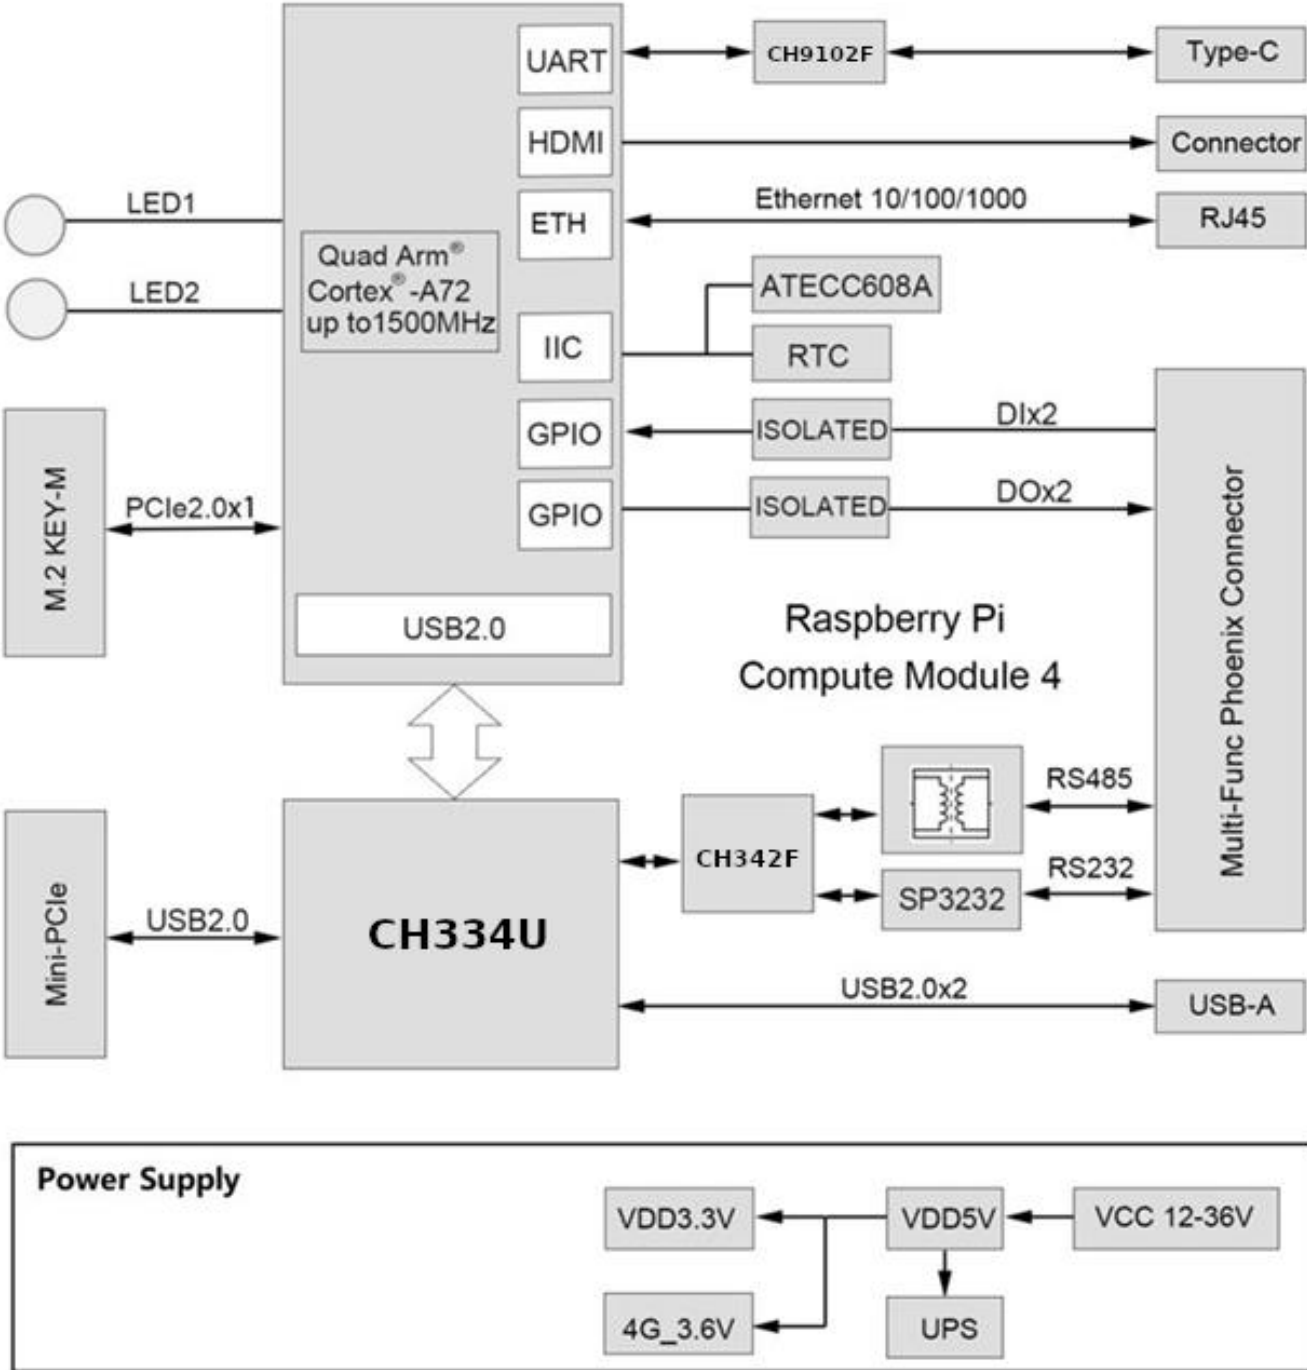 UART
CH9102F
Type-C
HDMI
Connector
LED1
ETH
Ethernet 10/100/1000
RJ45
Quad Arm®
Cortex®-A72
up to1500MHz
LED2
ATECC608A
IIC
RTC
GPIO
ISOLATED
DIx2
GPIO
ISOLATED
DOx2
M.2 KEY-M
PCIe2.0x1
USB2.0
Raspberry Pi
Compute Module 4
Multi-Func Phoenix Connector
RS485
CH342F
RS232
SP3232
Mini-PCIe
USB2.0
CH334U
USB2.0x2
USB-A
Power Supply
VDD3.3V
VDD5V
VCC 12-36V
4G_3.6V
UPS